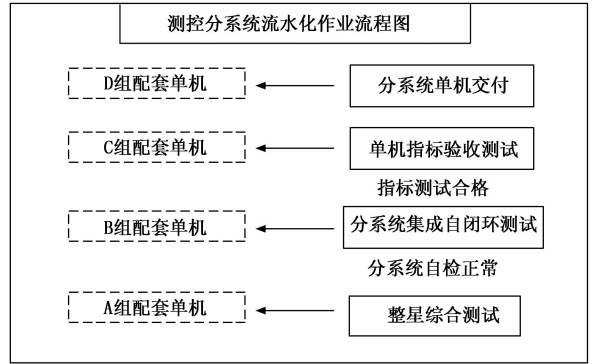 测控分系统流水化作业流程图
D组配套单机
分系统单机交付
C组配套单机
单机指标验收测试
指标测试合格
B组配套单机
分系统集成自闭环测试
分系统自检正常
A组配套单机
整星综合测试